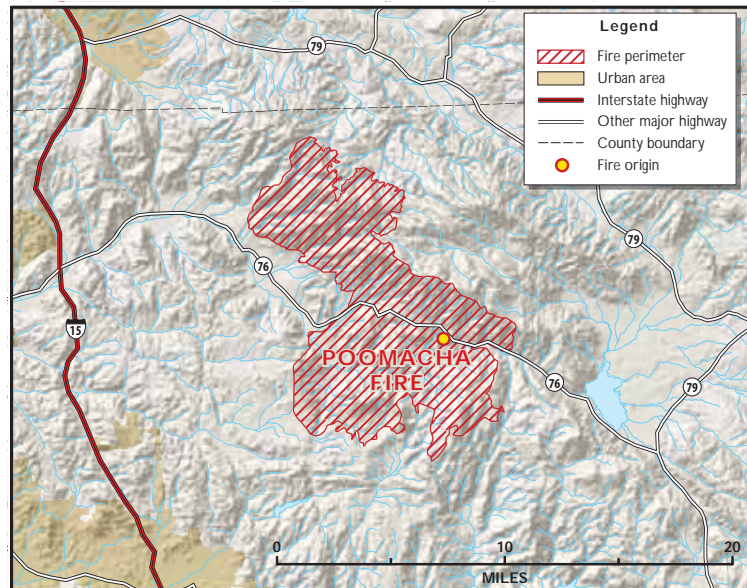 79
Legend
Fire perimeter
Urban area
Interstate highway
Other major highway
County boundary
Fire origin
79
76
15
POOMACHA
FIRE
76
79
0 10 20
MILES